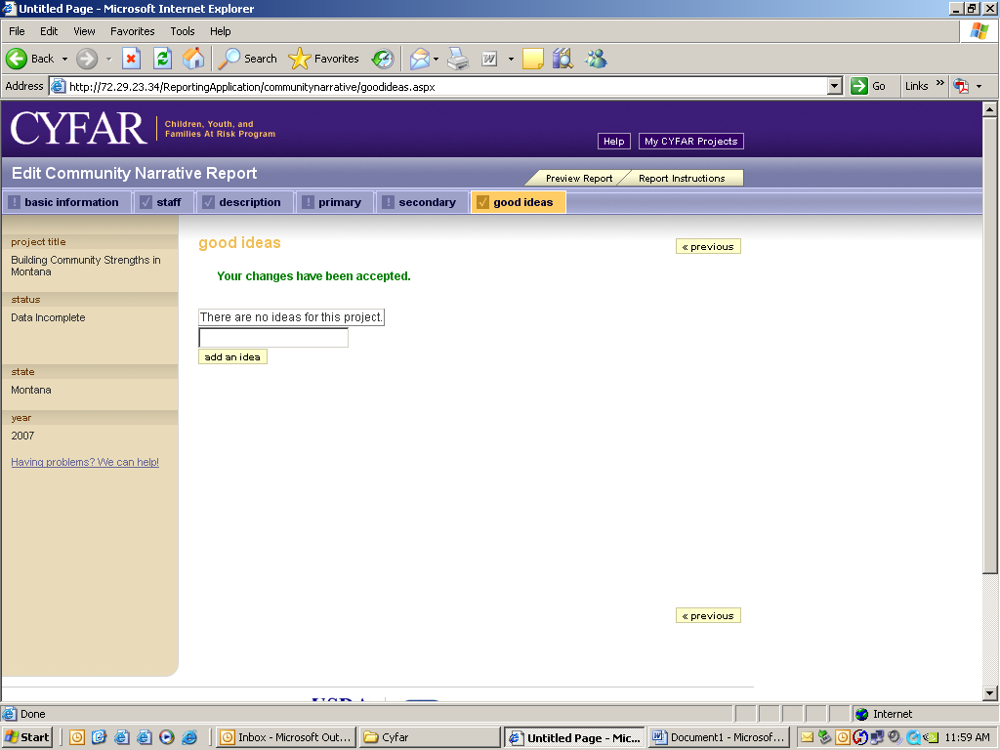 Untitled Page - Microsoft Internet Explorer
File Edit View Favorites Tools Help
Back Search Favorites
Address http://72.29.23.34/ReportingApplication/communitynarrative/goodideas.aspx Go Links »
CYFAR Children, Youth, and
Families At Risk Program
Help My CYFAR Projects
Edit Community Narrative Report
Preview Report Report Instructions
basic information staff description primary secondary good ideas
project title
Building Community Strengths in
Montana
status
Data Incomplete
state
Montana
year
2007
Having problems? We can help!
good ideas
« previous
Your changes have been accepted.
There are no ideas for this project.
add an idea
« previous
USDA
Done Internet
Start Inbox - Microsoft Out... Cyfar Untitled Page - Mic... Document1 - Microsof... 11:59 AM